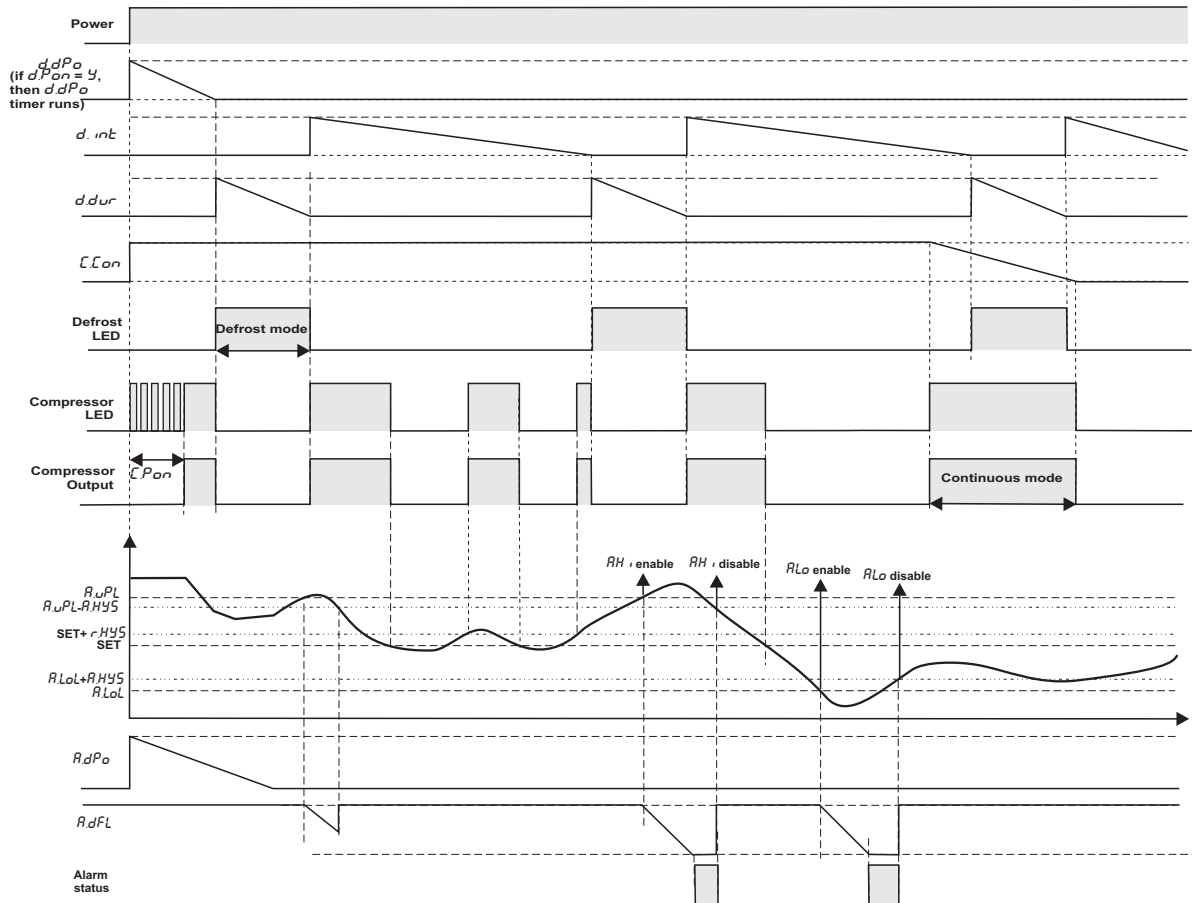 Power
d.dPo
(if d.Pon = y,
then d.dPo
timer runs)
d.int
d.dur
C.Con
Defrost
LED
Defrost mode
Compressor
LED
C.Pon
Compressor
Output
Continuous mode
AHi enable
AHi disable
ALo enable
ALo disable
A.uPL
A.uPL-A.HYS
SET+ r.HYS
SET
A.LoL+A.HYS
A.LoL
A.dPo
A.dFL
Alarm
status